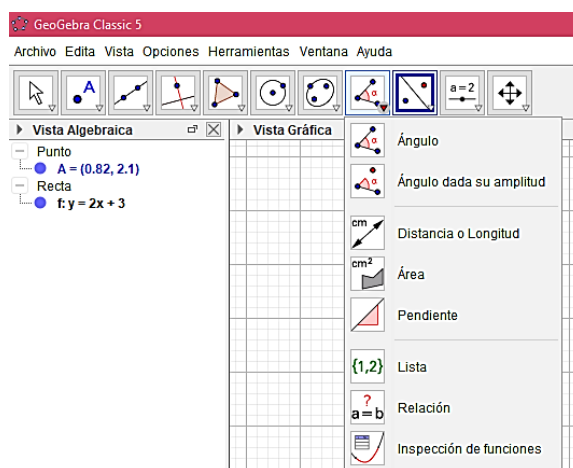 GeoGebra Classic 5
Archivo Edita Vista Opciones Herramientas Ventana Ayuda
A
α
a = 2
Vista Algebraica
Vista Gráfica
Punto
A = (0.82, 2.1)
Recta
f: y = 2x + 3
α
Ángulo
α
Ángulo dada su amplitud
cm
Distancia o Longitud
cm²
Área
Pendiente
{1,2}
Lista
?
a = b
Relación
Inspección de funciones